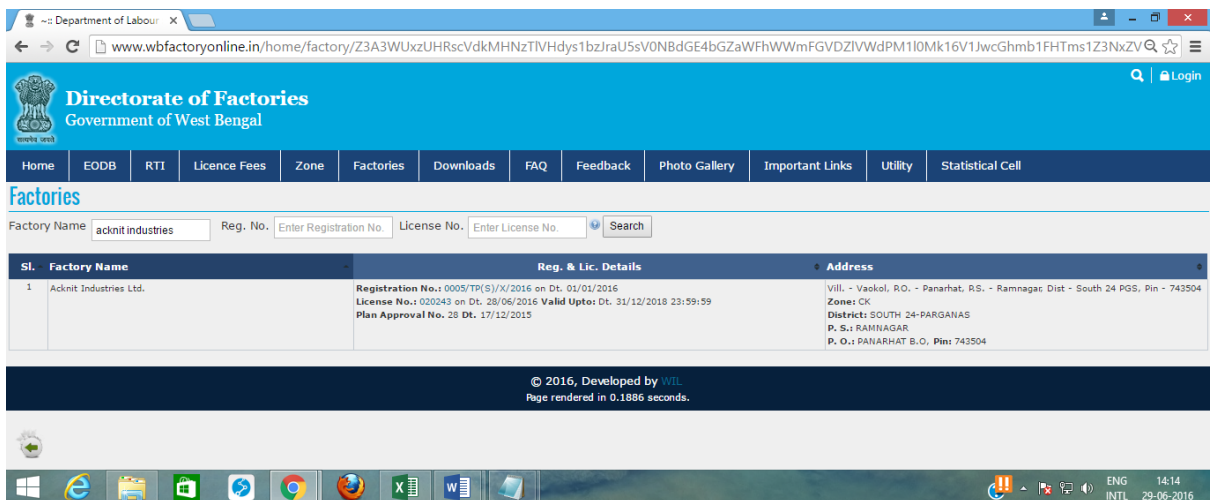 ~:: Department of Labour
www.wbfactoryonline.in/home/factory/
Login
Directorate of Factories
Government of West Bengal
सत्यमेव जयते
Home EODB RTI Licence Fees Zone Factories Downloads FAQ Feedback Photo Gallery Important Links Utility Statistical Cell
Factories
Factory Name acknit industries Reg. No. Enter Registration No. License No. Enter License No. Search
Sl. Factory Name Reg. & Lic. Details Address
1 Acknit Industries Ltd. Registration No.: 0005/TP(S)/X/2016 on Dt. 01/01/2016 Vill. - Vaokol, P.O. - Panarhat, P.S. - Ramnagar, Dist - South 24 PGS, Pin - 743504
License No.: 020243 on Dt. 28/06/2016 Valid Upto: Dt. 31/12/2018 23:59:59 Zone: CK
Plan Approval No. 28 Dt. 17/12/2015 District: SOUTH 24-PARGANAS
P. S.: RAMNAGAR
P. O.: PANARHAT B.O, Pin: 743504
© 2016, Developed by WIL
Page rendered in 0.1886 seconds.
ENG 14:14
INTL 29-06-2016